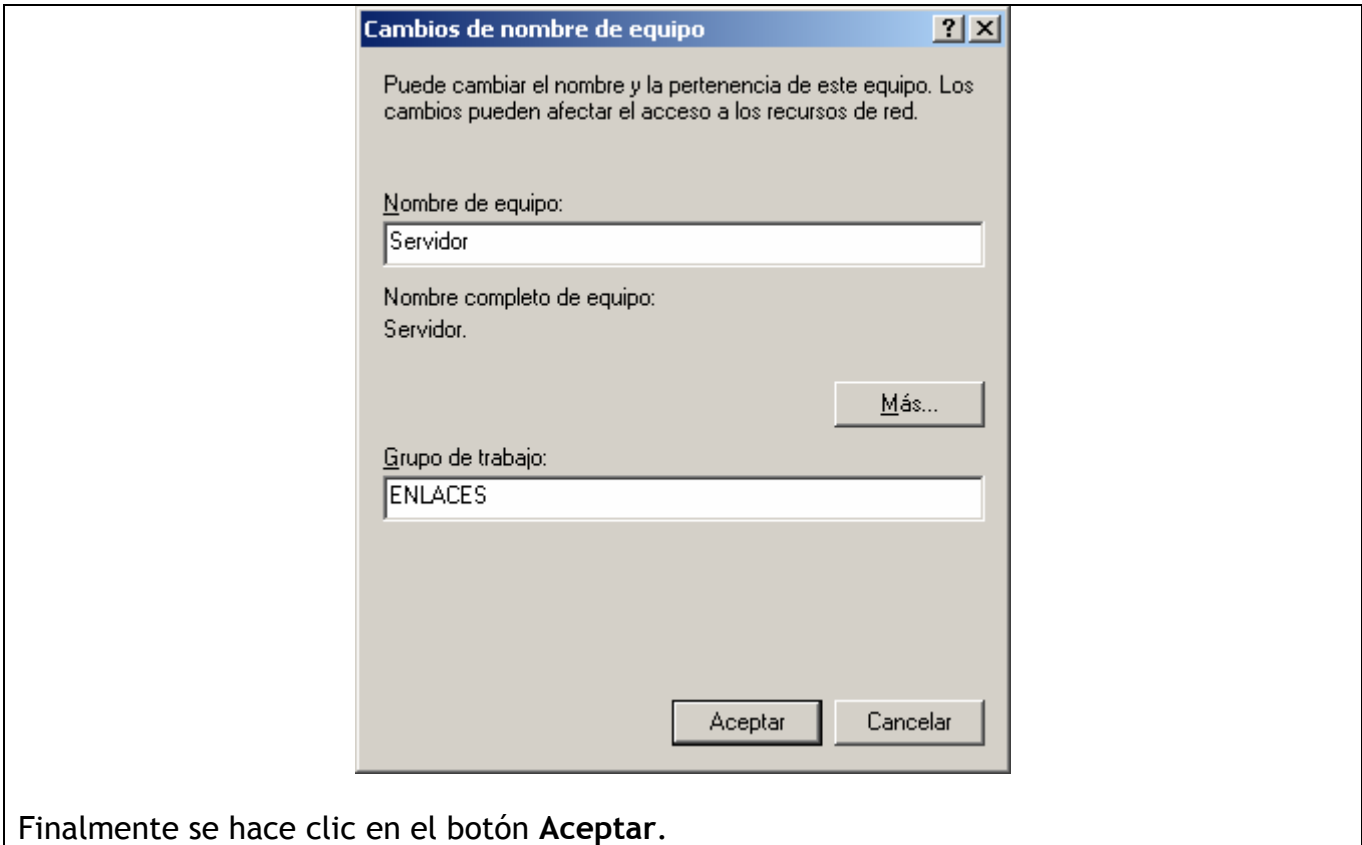 Cambios de nombre de equipo
Puede cambiar el nombre y la pertenencia de este equipo. Los
cambios pueden afectar el acceso a los recursos de red.
Nombre de equipo:
Servidor
Nombre completo de equipo:
Servidor.
Más...
Grupo de trabajo:
ENLACES
Aceptar Cancelar
Finalmente se hace clic en el botón Aceptar.